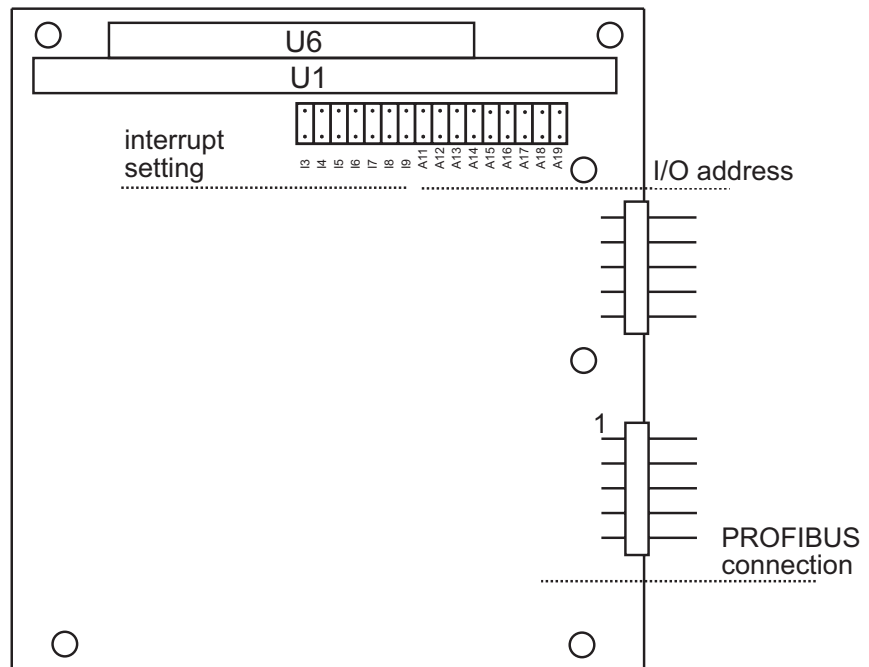 U6
U1
interrupt
setting
I3 I4 I5 I6 I7 I8 I9 A11 A12 A13 A14 A15 A16 A17 A18 A19
I/O address
1
PROFIBUS
connection